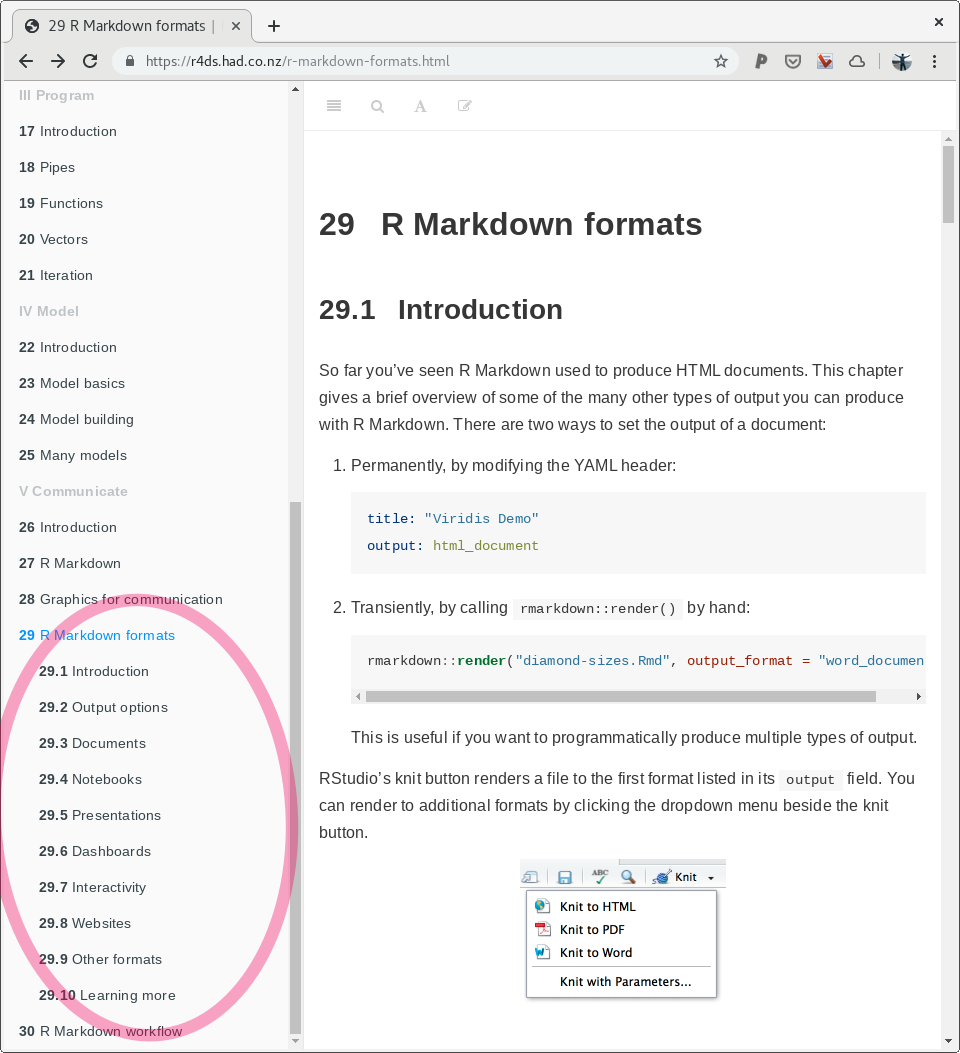 29 R Markdown formats |
https://r4ds.had.co.nz/r-markdown-formats.html
III Program
17 Introduction
18 Pipes
19 Functions
20 Vectors
21 Iteration
IV Model
22 Introduction
23 Model basics
24 Model building
25 Many models
V Communicate
26 Introduction
27 R Markdown
28 Graphics for communication
29 R Markdown formats
29.1 Introduction
29.2 Output options
29.3 Documents
29.4 Notebooks
29.5 Presentations
29.6 Dashboards
29.7 Interactivity
29.8 Websites
29.9 Other formats
29.10 Learning more
30 R Markdown workflow
A
29 R Markdown formats
29.1 Introduction
So far you’ve seen R Markdown used to produce HTML documents. This chapter
gives a brief overview of some of the many other types of output you can produce
with R Markdown. There are two ways to set the output of a document:
1. Permanently, by modifying the YAML header:
title: "Viridis Demo"
output: html_document
2. Transiently, by calling rmarkdown::render() by hand:
rmarkdown::render("diamond-sizes.Rmd", output_format = "word_documen
This is useful if you want to programmatically produce multiple types of output.
RStudio’s knit button renders a file to the first format listed in its output field. You
can render to additional formats by clicking the dropdown menu beside the knit
button.
ABC
Knit
Knit to HTML
Knit to PDF
Knit to Word
Knit with Parameters...